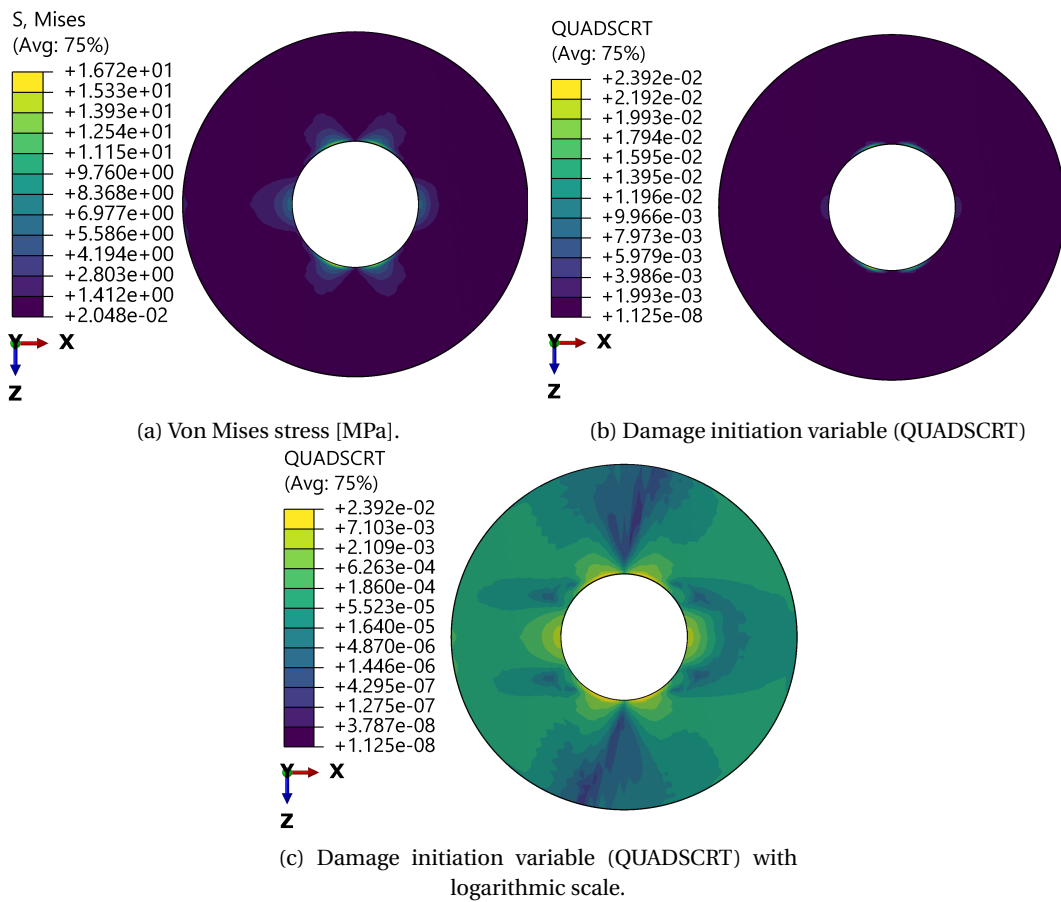 S, Mises
(Avg: 75%)
+1.672e+01
+1.533e+01
+1.393e+01
+1.254e+01
+1.115e+01
+9.760e+00
+8.368e+00
+6.977e+00
+5.586e+00
+4.194e+00
+2.803e+00
+1.412e+00
+2.048e-02
Y X
Z
(a) Von Mises stress [MPa].
QUADSCRT
(Avg: 75%)
+2.392e-02
+2.192e-02
+1.993e-02
+1.794e-02
+1.595e-02
+1.395e-02
+1.196e-02
+9.966e-03
+7.973e-03
+5.979e-03
+3.986e-03
+1.993e-03
+1.125e-08
Y X
Z
(b) Damage initiation variable (QUADSCRT)
QUADSCRT
(Avg: 75%)
+2.392e-02
+7.103e-03
+2.109e-03
+6.263e-04
+1.860e-04
+5.523e-05
+1.640e-05
+4.870e-06
+1.446e-06
+4.295e-07
+1.275e-07
+3.787e-08
+1.125e-08
Y X
Z
(c) Damage initiation variable (QUADSCRT) with
logarithmic scale.